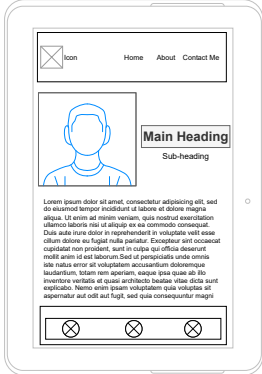 Icon Home About Contact Me
Main Heading
Sub-heading
Lorem ipsum dolor sit amet, consectetur adipisicing elit, sed
do eiusmod tempor incididunt ut labore et dolore magna
aliqua. Ut enim ad minim veniam, quis nostrud exercitation
ullamco laboris nisi ut aliquip ex ea commodo consequat.
Duis aute irure dolor in reprehenderit in voluptate velit esse
cillum dolore eu fugiat nulla pariatur. Excepteur sint occaecat
cupidatat non proident, sunt in culpa qui officia deserunt
mollit anim id est laborum.Sed ut perspiciatis unde omnis
iste natus error sit voluptatem accusantium doloremque
laudantium, totam rem aperiam, eaque ipsa quae ab illo
inventore veritatis et quasi architecto beatae vitae dicta sunt
explicabo. Nemo enim ipsam voluptatem quia voluptas sit
aspernatur aut odit aut fugit, sed quia consequuntur magni